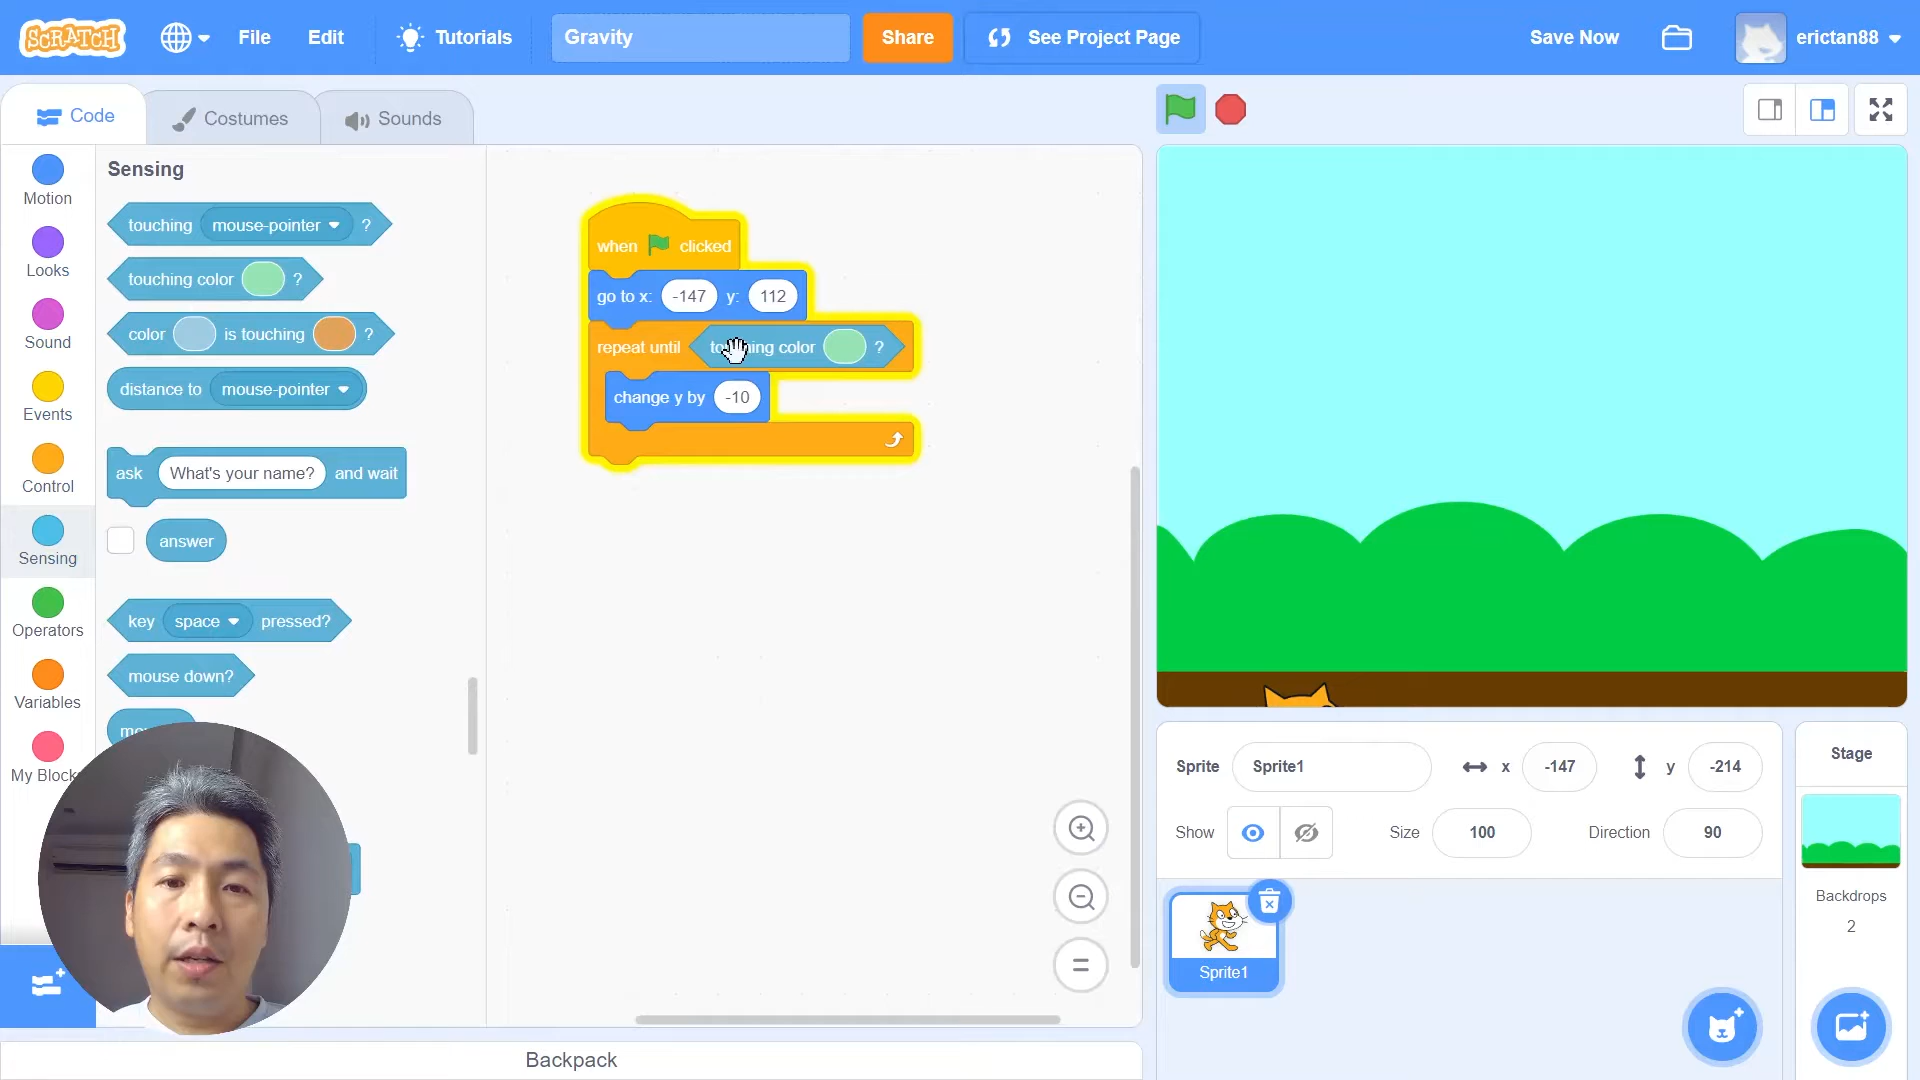 SCRATCH File Edit Tutorials Gravity Share See Project Page Save Now erictan88
Code Costumes Sounds
Motion
Looks
Sound
Events
Control
Sensing
Operators
Variables
Sensing
touching mouse-pointer ?
touching color ?
color is touching ?
distance to mouse-pointer
ask What's your name? and wait
answer
key space pressed?
mouse down?
when clicked
go to x: -147 y: 112
repeat until color ?
change y by -10
Sprite Sprite1 x -147 y -214
Show Size 100 Direction 90
Sprite1
Stage
Backdrops
2
Backpack